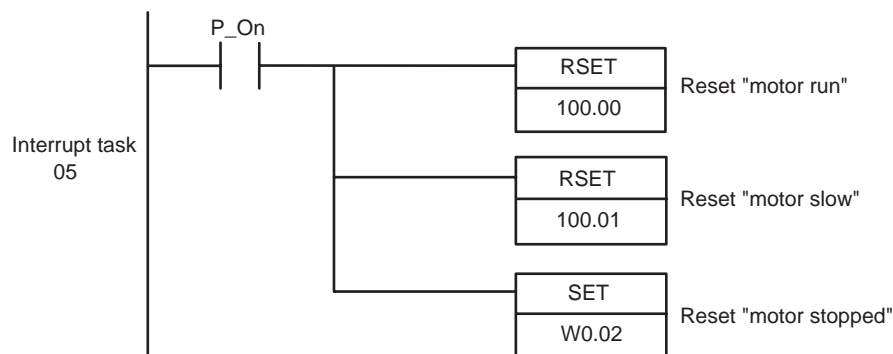 P_On
RSET
100.00
Reset "motor run"
Interrupt task
05
RSET
100.01
Reset "motor slow"
SET
W0.02
Reset "motor stopped"